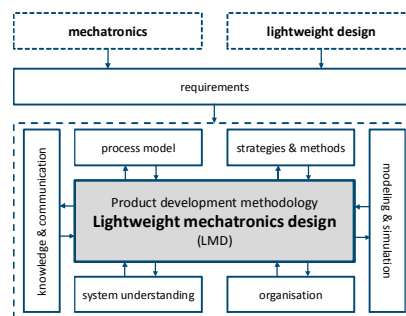 mechatronics
lightweight design
requirements
knowledge & communication
process model
strategies & methods
modeling & simulation
Product development methodology
Lightweight mechatronics design
(LMD)
system understanding
organisation